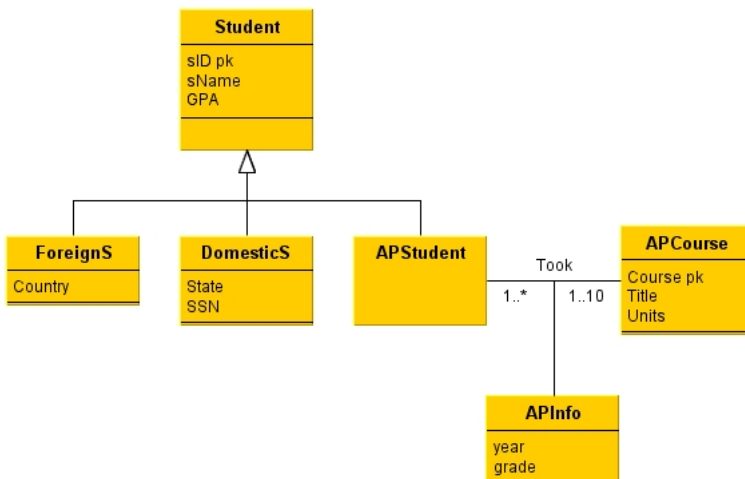 Student
sID pk
sName
GPA
ForeignS
Country
DomesticS
State
SSN
APStudent
Took
1..*
1..10
APCourse
Course pk
Title
Units
APInfo
year
grade